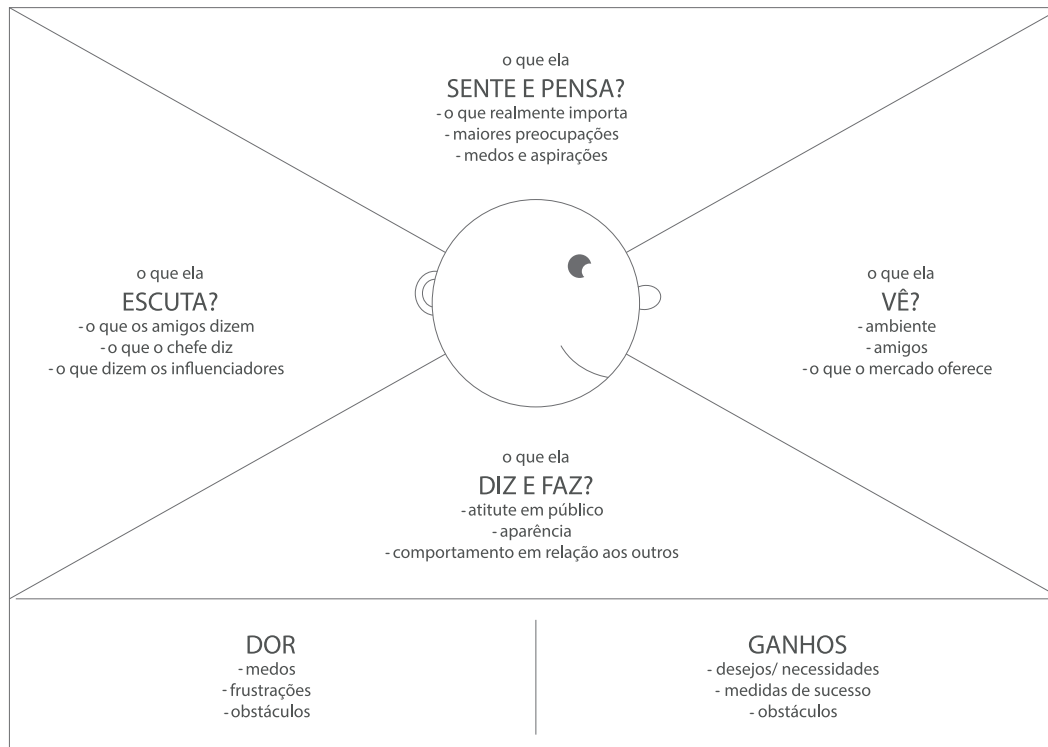 o que ela
SENTE E PENSA?
- o que realmente importa
- maiores preocupações
- medos e aspirações
o que ela
ESCUTA?
- o que os amigos dizem
- o que o chefe diz
- o que dizem os influenciadores
o que ela
VÊ?
- ambiente
- amigos
- o que o mercado oferece
o que ela
DIZ E FAZ?
- atitute em público
- aparência
- comportamento em relação aos outros
DOR
- medos
- frustrações
- obstáculos
GANHOS
- desejos/ necessidades
- medidas de sucesso
- obstáculos